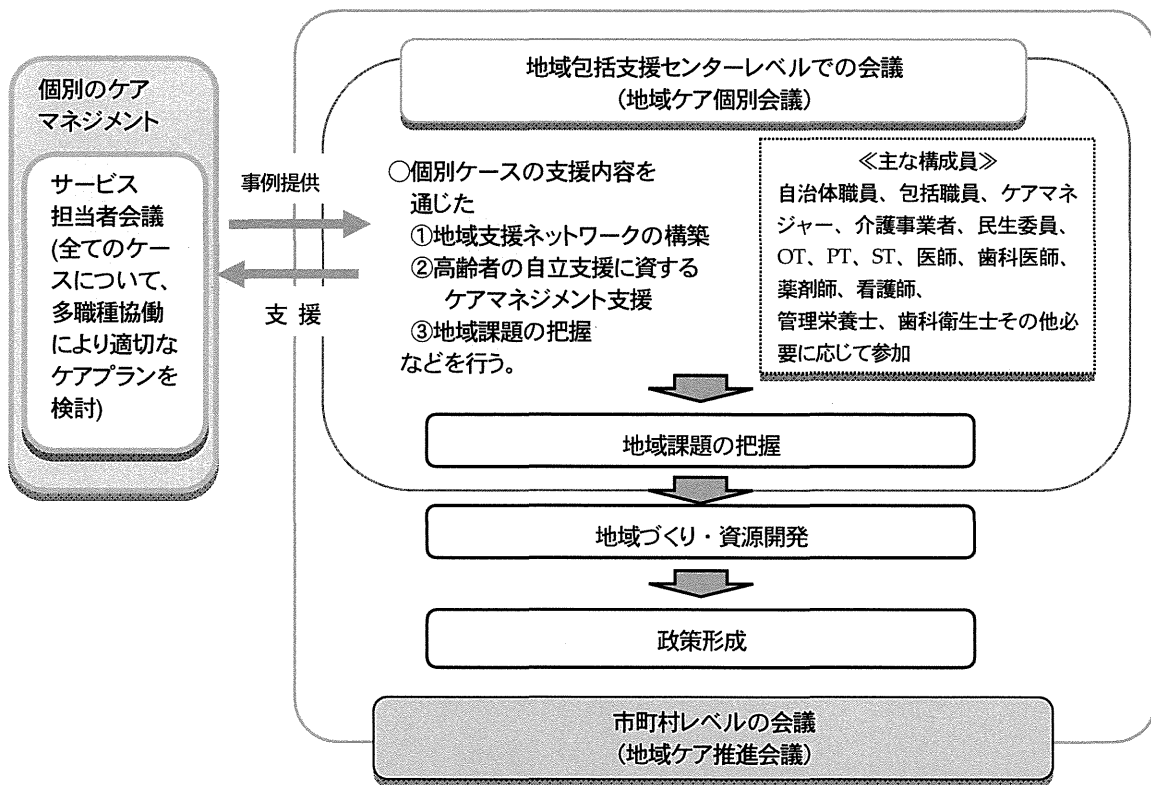 個別のケア
マネジメント
サービス
担当者会議
(全てのケー
スについて、
多職種協働
により適切な
ケアプランを
検討)
事例提供
支 援
地域包括支援センターレベルでの会議
(地域ケア個別会議)
○個別ケースの支援内容を
通じた
①地域支援ネットワークの構築
②高齢者の自立支援に資する
ケアマネジメント支援
③地域課題の把握
などを行う。
≪主な構成員≫
自治体職員、包括職員、ケアマネ
ジャー、介護事業者、民生委員、
OT、PT、ST、医師、歯科医師、
薬剤師、看護師、
管理栄養士、歯科衛生士その他必
要に応じて参加
地域課題の把握
地域づくり・資源開発
政策形成
市町村レベルの会議
(地域ケア推進会議)